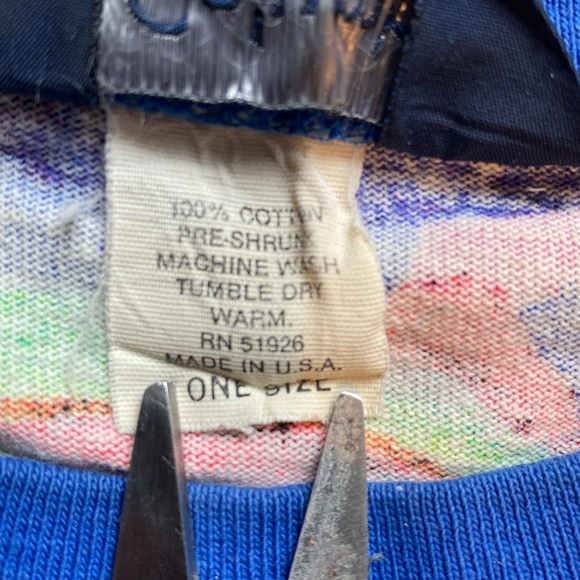 100% COTTON
PRE-SHRUNK
MACHINE WASH
TUMBLE DRY
WARM.
RN 51926
MADE IN U.S.A.
ONE SIZE